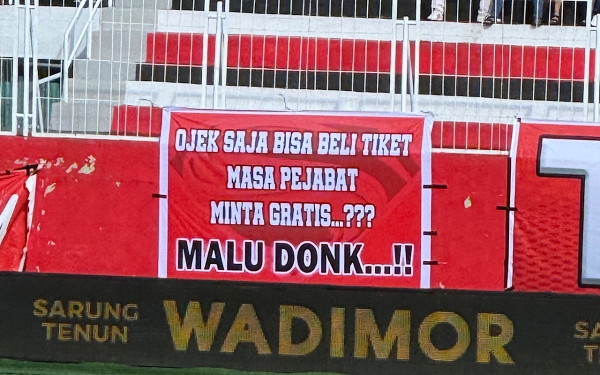 OJEK SAJA BISA BELI TIKET
MASA PEJABAT
MINTA GRATIS...???
MALU DONK...!!
SARUNG
TENUN
WADIMOR